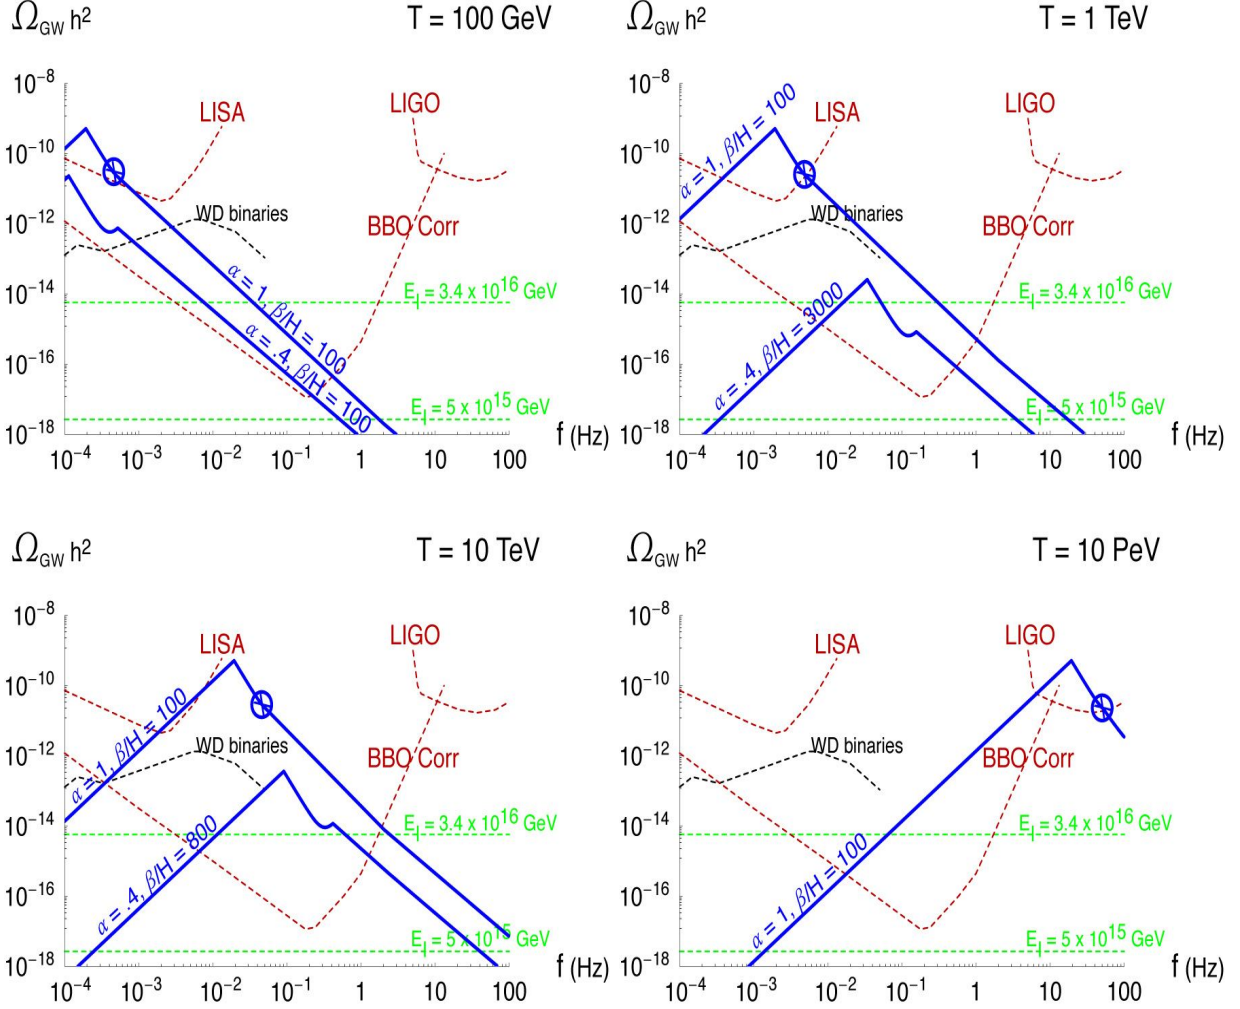 Ω_GW h²
T = 100 GeV
10⁻⁸
10⁻¹⁰
10⁻¹²
10⁻¹⁴
10⁻¹⁶
10⁻¹⁸
LISA
LIGO
WD binaries
BBO Corr
E_I = 3.4 x 10¹⁶ GeV
α = 1, β/H = 100
α = .4, β/H = 100
E_I = 5 x 10¹⁵ GeV
f (Hz)
10⁻⁴ 10⁻³ 10⁻² 10⁻¹ 1 10 100
Ω_GW h²
T = 1 TeV
10⁻⁸
10⁻¹⁰
10⁻¹²
10⁻¹⁴
10⁻¹⁶
10⁻¹⁸
α = 1, β/H = 100
LISA
LIGO
WD binaries
BBO Corr
E_I = 3.4 x 10¹⁶ GeV
α = .4, β/H = 3000
E_I = 5 x 10¹⁵ GeV
f (Hz)
10⁻⁴ 10⁻³ 10⁻² 10⁻¹ 1 10 100
Ω_GW h²
T = 10 TeV
10⁻⁸
10⁻¹⁰
10⁻¹²
10⁻¹⁴
10⁻¹⁶
10⁻¹⁸
LISA
LIGO
α = 1, β/H = 100
WD binaries
BBO Corr
E_I = 3.4 x 10¹⁶ GeV
α = .4, β/H = 800
E_I = 5 x 10¹⁵ GeV
f (Hz)
10⁻⁴ 10⁻³ 10⁻² 10⁻¹ 1 10 100
Ω_GW h²
T = 10 PeV
10⁻⁸
10⁻¹⁰
10⁻¹²
10⁻¹⁴
10⁻¹⁶
10⁻¹⁸
LISA
LIGO
WD binaries
BBO Corr
E_I = 3.4 x 10¹⁶ GeV
α = 1, β/H = 100
E_I = 5 x 10¹⁵ GeV
f (Hz)
10⁻⁴ 10⁻³ 10⁻² 10⁻¹ 1 10 100